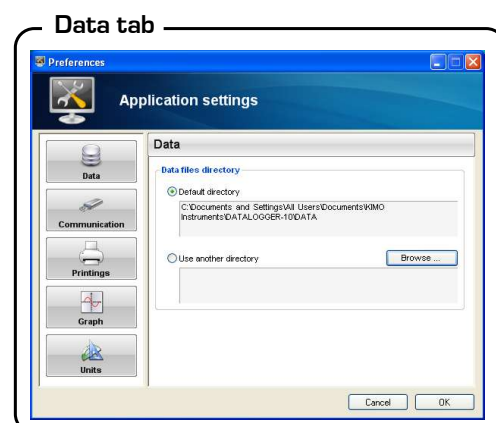 Data tab
Preferences
Application settings
Data
Communication
Printings
Graph
Units
Data
Data files directory
Default directory
C:\Documents and Settings\All Users\Documents\KIMO
Instruments\DATALOGGER-10\DATA
Use another directory
Browse ...
Cancel
OK